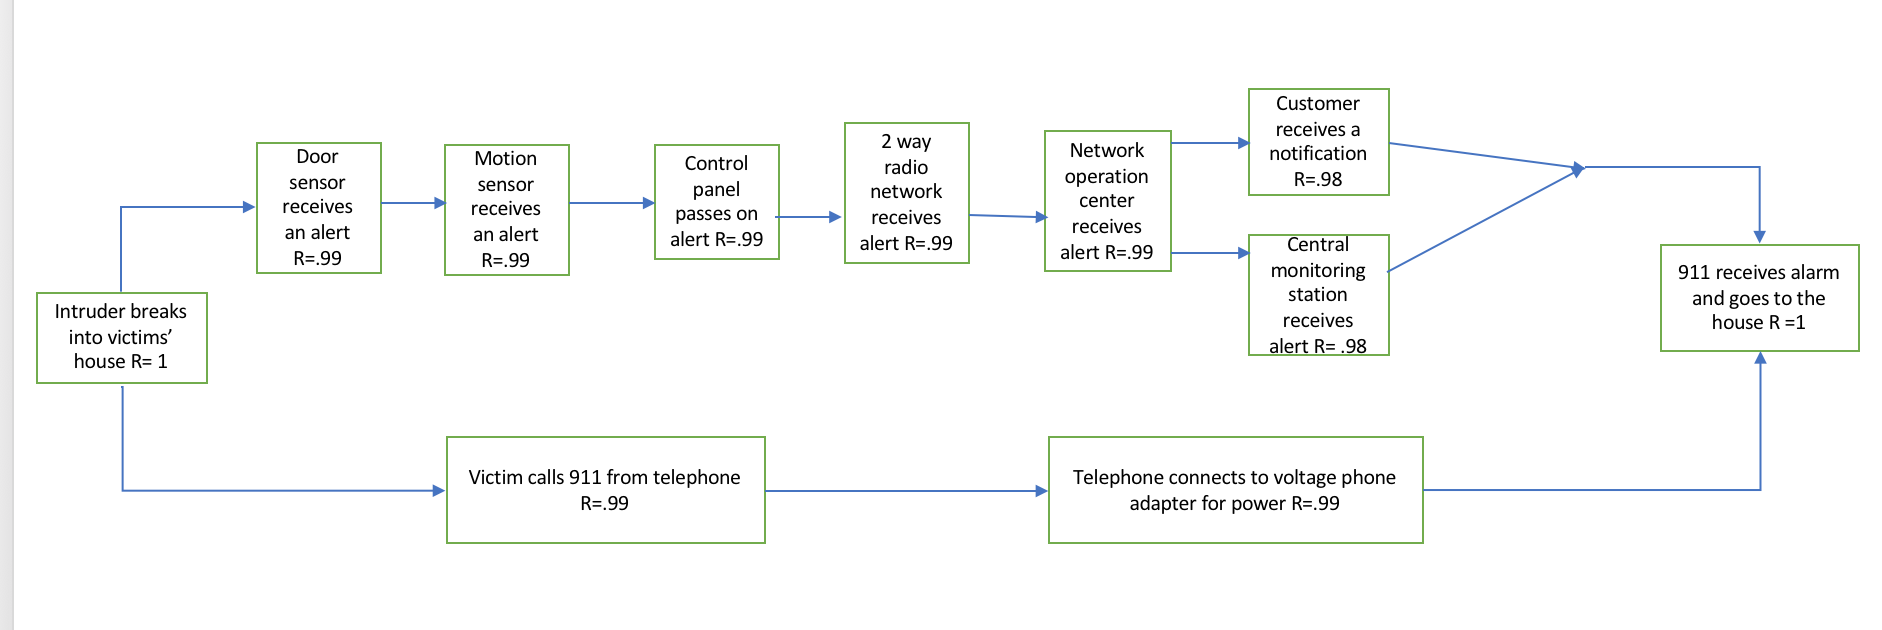 Intruder breaks
into victims’
house R= 1
Door
sensor
receives
an alert
R=.99
Motion
sensor
receives
an alert
R=.99
Control
panel
passes on
alert R=.99
2 way
radio
network
receives
alert R=.99
Network
operation
center
receives
alert R=.99
Customer
receives a
notification
R=.98
Central
monitoring
station
receives
alert R= .98
911 receives alarm
and goes to the
house R =1
Victim calls 911 from telephone
R=.99
Telephone connects to voltage phone
adapter for power R=.99